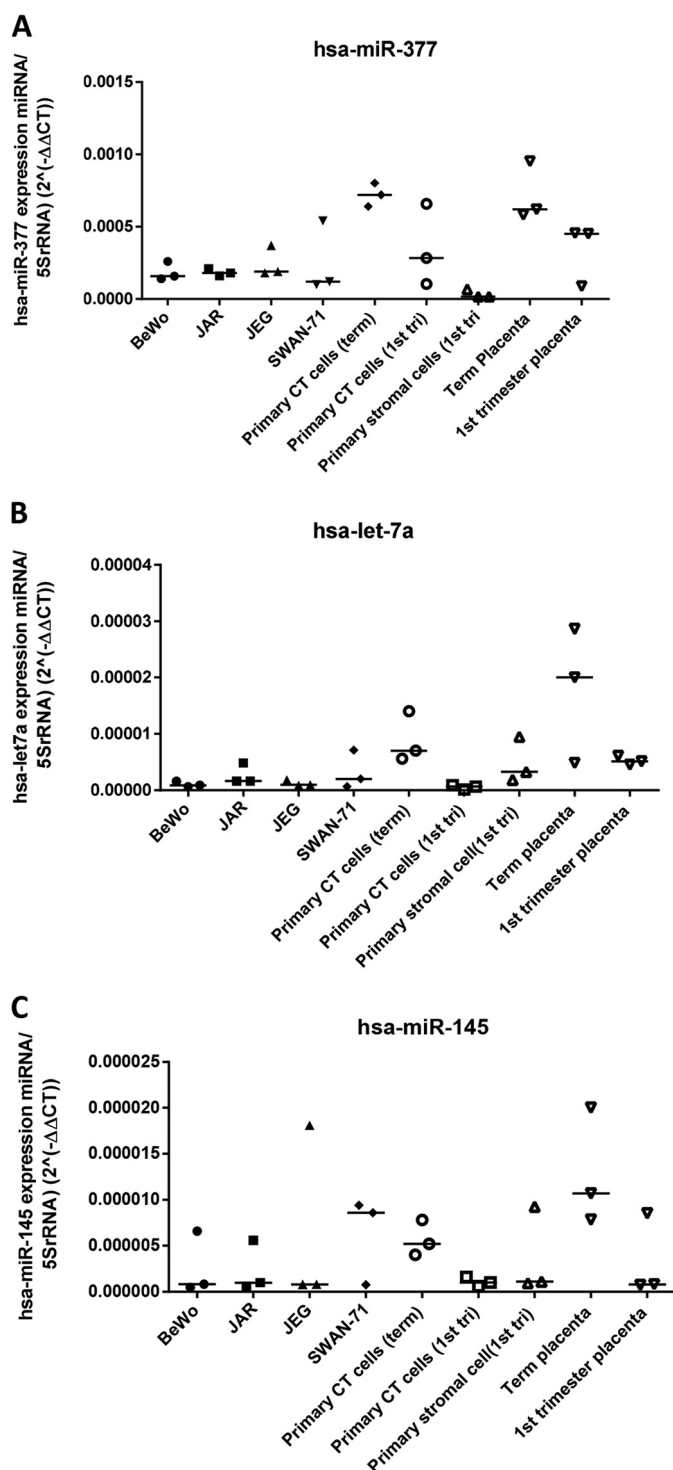 A
hsa-miR-377
hsa-miR-377 expression miRNA/
5SrRNA) (2^(-ΔΔCT))
0.0015
0.0010
0.0005
0.0000
BeWo
JAR
JEG
SWAN-71
Primary CT cells (term)
Primary CT cells (1st tri)
Primary stromal cells (1st tri
Term Placenta
1st trimester placenta
B
hsa-let-7a
hsa-let7a expression miRNA/
5SrRNA) (2^(-ΔΔCT))
0.00004
0.00003
0.00002
0.00001
0.00000
BeWo
JAR
JEG
SWAN-71
Primary CT cells (term)
Primary CT cells (1st tri)
Primary stromal cell(1st tri)
Term placenta
1st trimester placenta
C
hsa-miR-145
hsa-miR-145 expression miRNA/
5SrRNA) (2^(-ΔΔCT))
0.000025
0.000020
0.000015
0.000010
0.000005
0.000000
BeWo
JAR
JEG
SWAN-71
Primary CT cells (term)
Primary CT cells (1st tri)
Primary stromal cell(1st tri)
Term placenta
1st trimester placenta